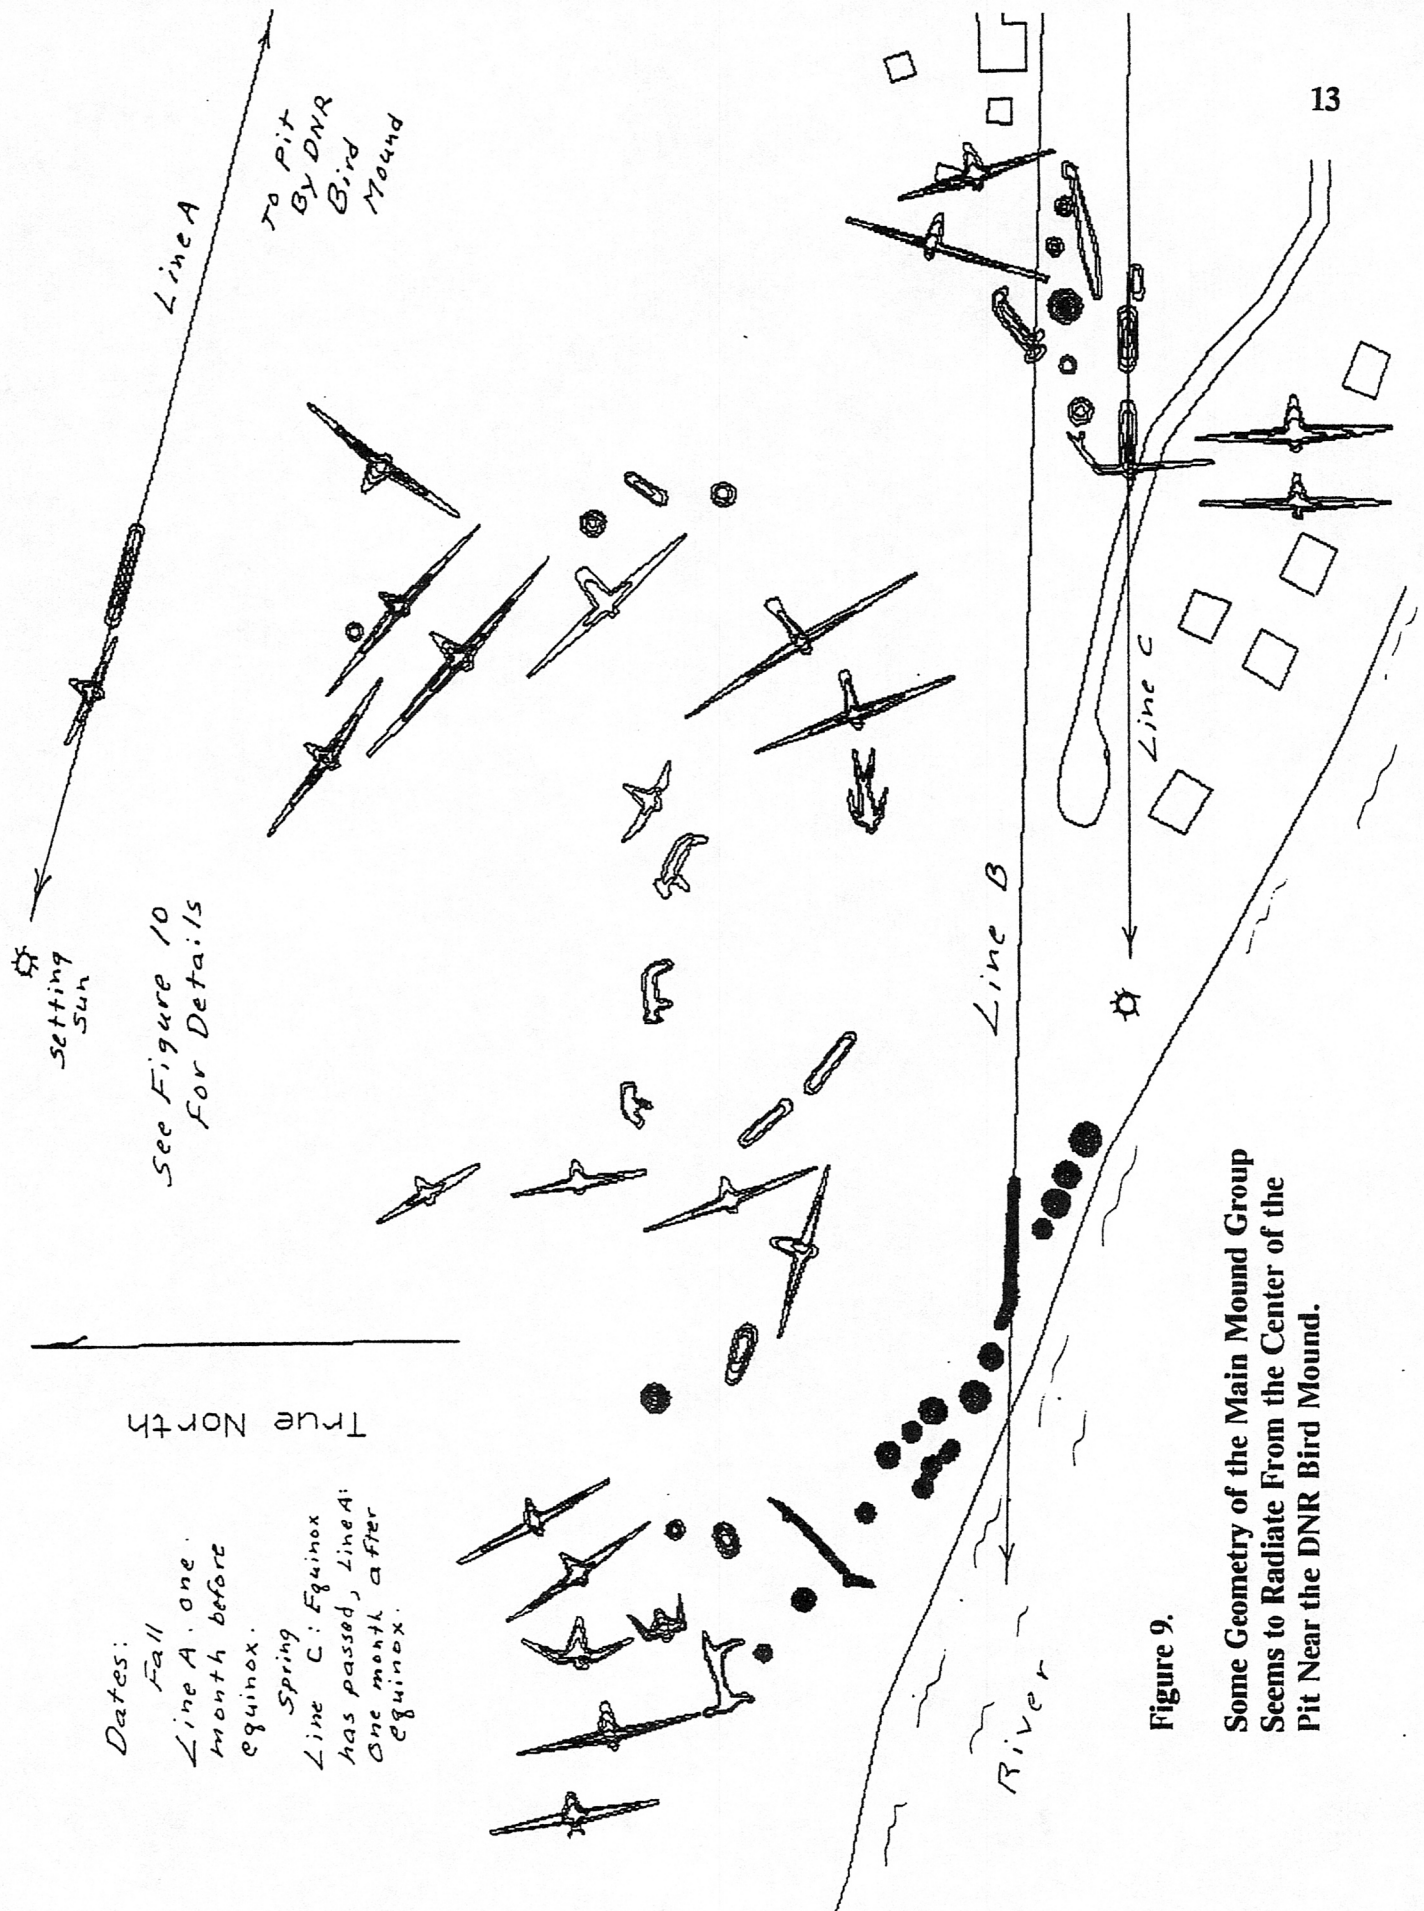 13
Dates:
Fall
Line A. one
month before
equinox.
Spring
Line C: Equinox
has passed, Line A:
one month after
equinox.
True North
See Figure 10
For Details
setting
sun
Line A
To Pit
By DNR
Bird
Mound
Line B
Line C
River
Figure 9.
Some Geometry of the Main Mound Group
Seems to Radiate From the Center of the
Pit Near the DNR Bird Mound.